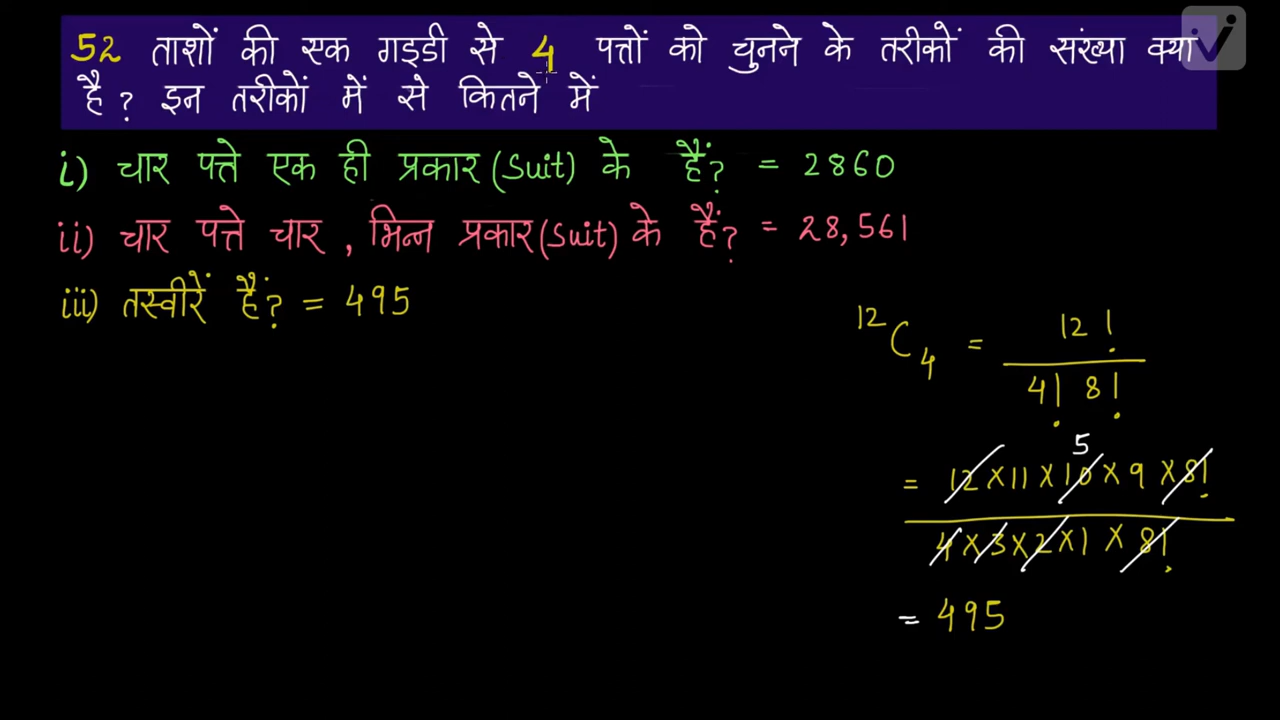 52 ताशों की एक गड्डी से 4 पत्तों को चुनने के तरीकों की संख्या क्या
है ? इन तरीकों में से कितने में
i) चार पत्ते एक ही प्रकार (Suit) के हैं? = 2860
ii) चार पत्ते चार , भिन्न प्रकार (Suit) के हैं? = 28,561
iii) तस्वीरें हैं? = 495
12C4 = 12! / 4! 8!
5
= 12 × 11 × 10 × 9 × 8!
4 × 3 × 2 × 1 × 8!
= 495